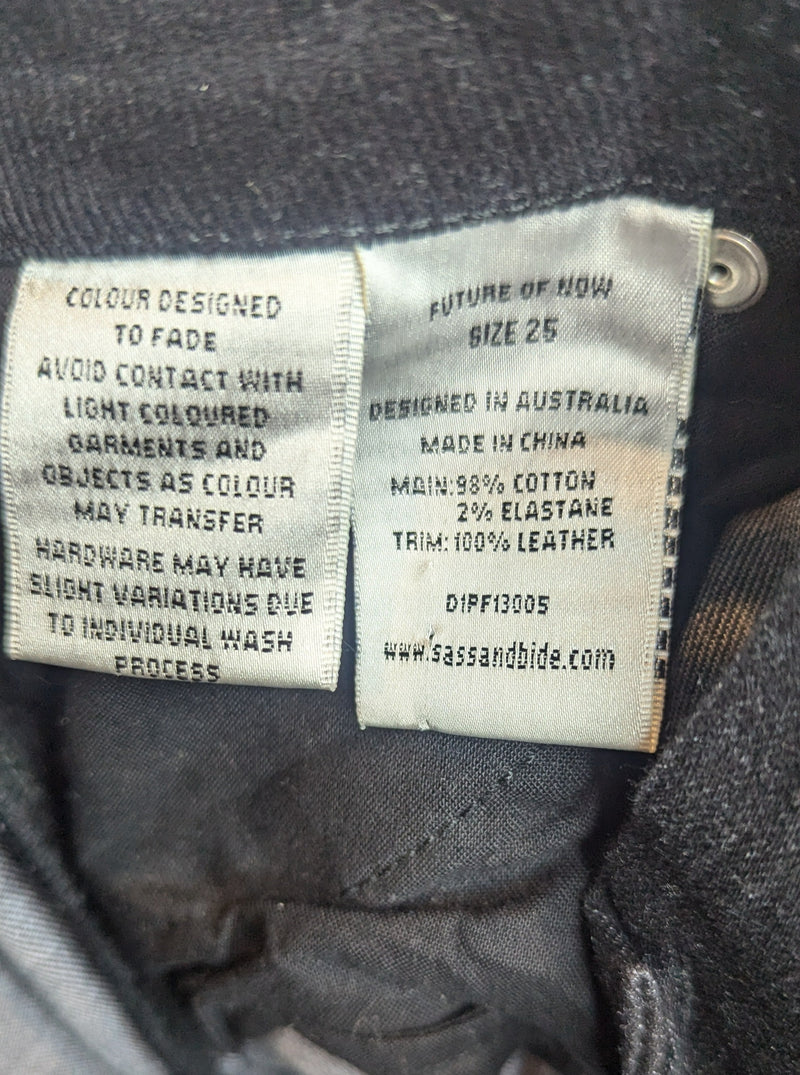 COLOUR DESIGNED
TO FADE
AVOID CONTACT WITH
LIGHT COLOURED
GARMENTS AND
OBJECTS AS COLOUR
MAY TRANSFER
HARDWARE MAY HAVE
SLIGHT VARIATIONS DUE
TO INDIVIDUAL WASH
PROCESS
FUTURE OF NOW
SIZE 25
DESIGNED IN AUSTRALIA
MADE IN CHINA
MAIN:98% COTTON
2% ELASTANE
TRIM:100% LEATHER
D1PF13005
www.sassandbide.com